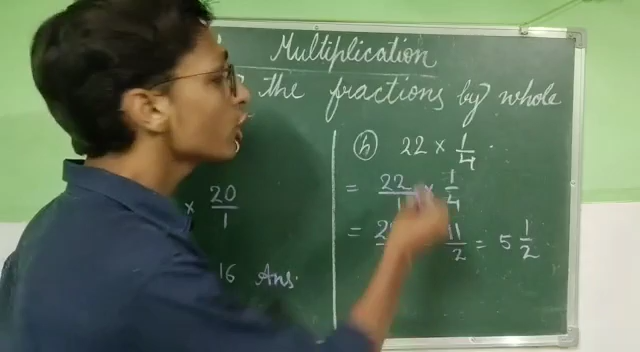 Multiplication
the fractions by whole
× 20/1
16 Ans.
(h) 22 × 1/4
= 22/1 × 1/4
= 11/2 = 5 1/2